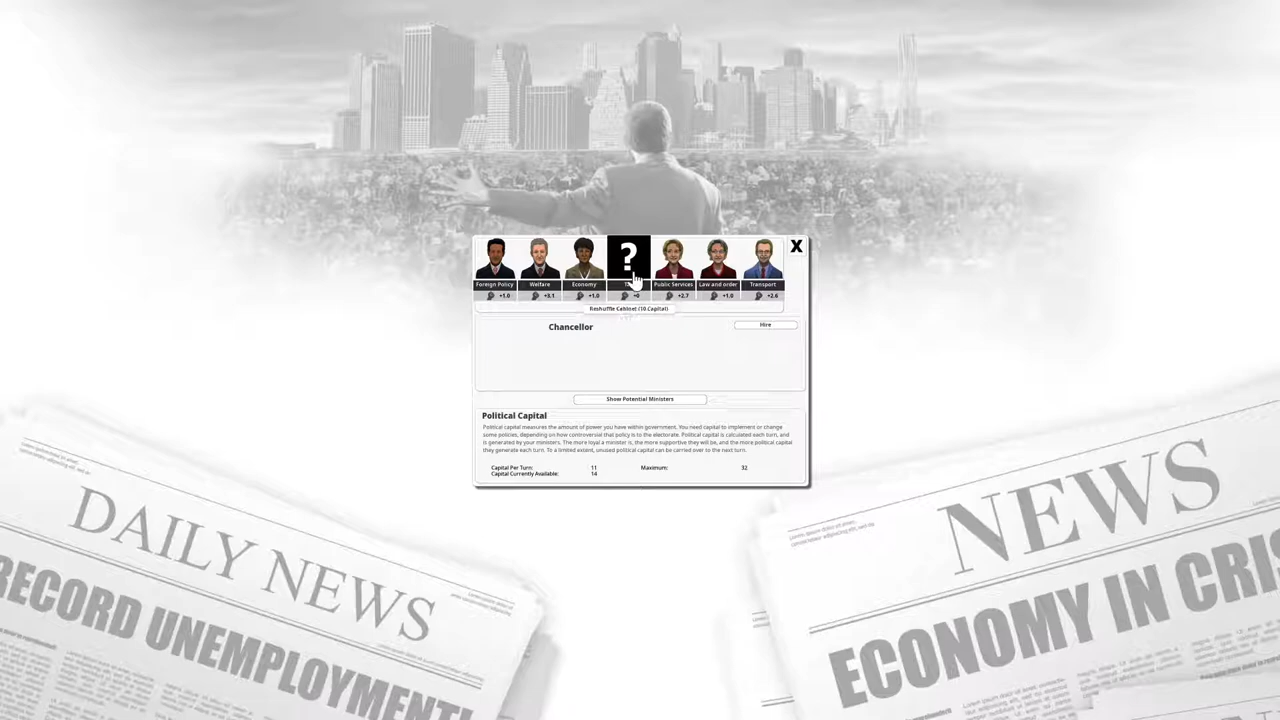 Foreign Policy Welfare Economy Public Services Law and order Transport
+1.0 +3.1 +1.0 +0 +2.7 +1.0 +2.6
Reshuffle Cabinet (10 Capital)
X
Chancellor
Hire
Show Potential Ministers
Political Capital
Political capital measures the amount of power you have within government. You need capital to implement or change
some policies, depending on how controversial that policy is to the electorate. Political capital is calculated each turn, and
is generated by your ministers. The more loyal a minister is, the more supportive they will be, and the more political capital
they generate each turn. To a limited extent, unused political capital can be carried over to the next turn.
Capital Per Turn: 11 Maximum: 32
Capital Currently Available: 14
DAILY NEWS
RECORD UNEMPLOYMENT!
NEWS
ECONOMY IN CRIS